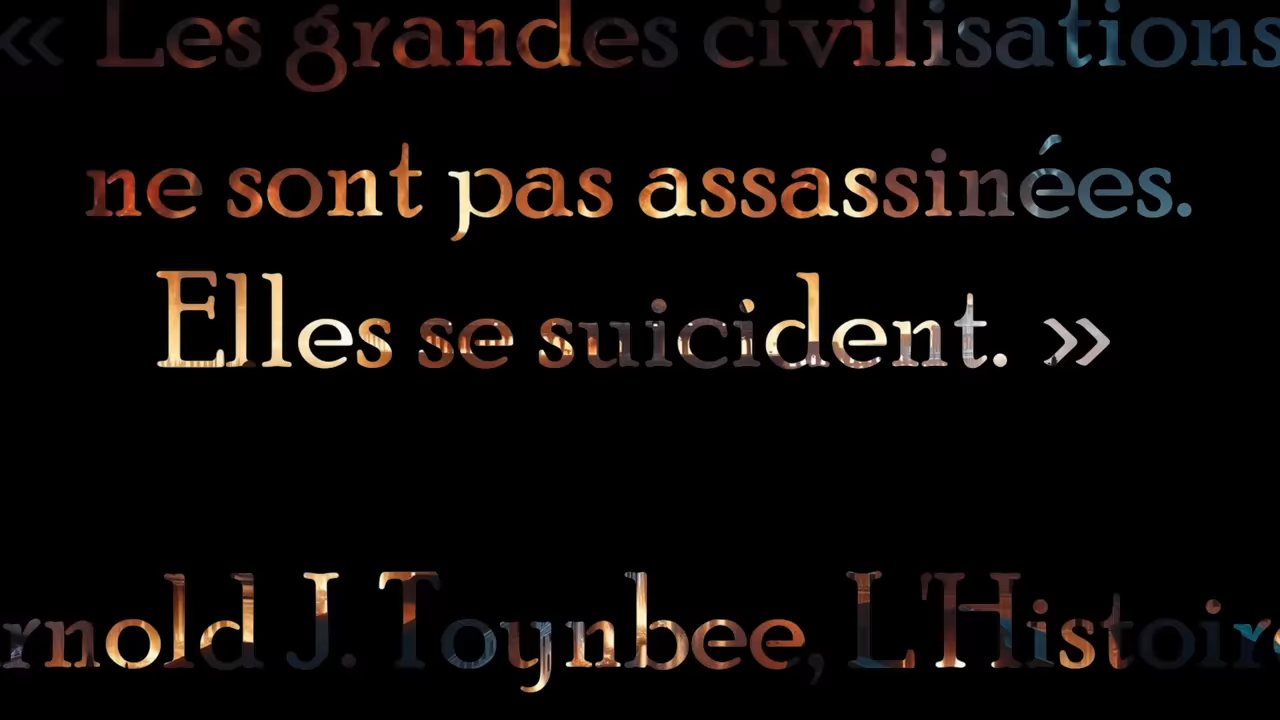 « Les grandes civilisations
ne sont pas assassinées.
Elles se suicident. »
rnold J. Toynbee, L'Histoire